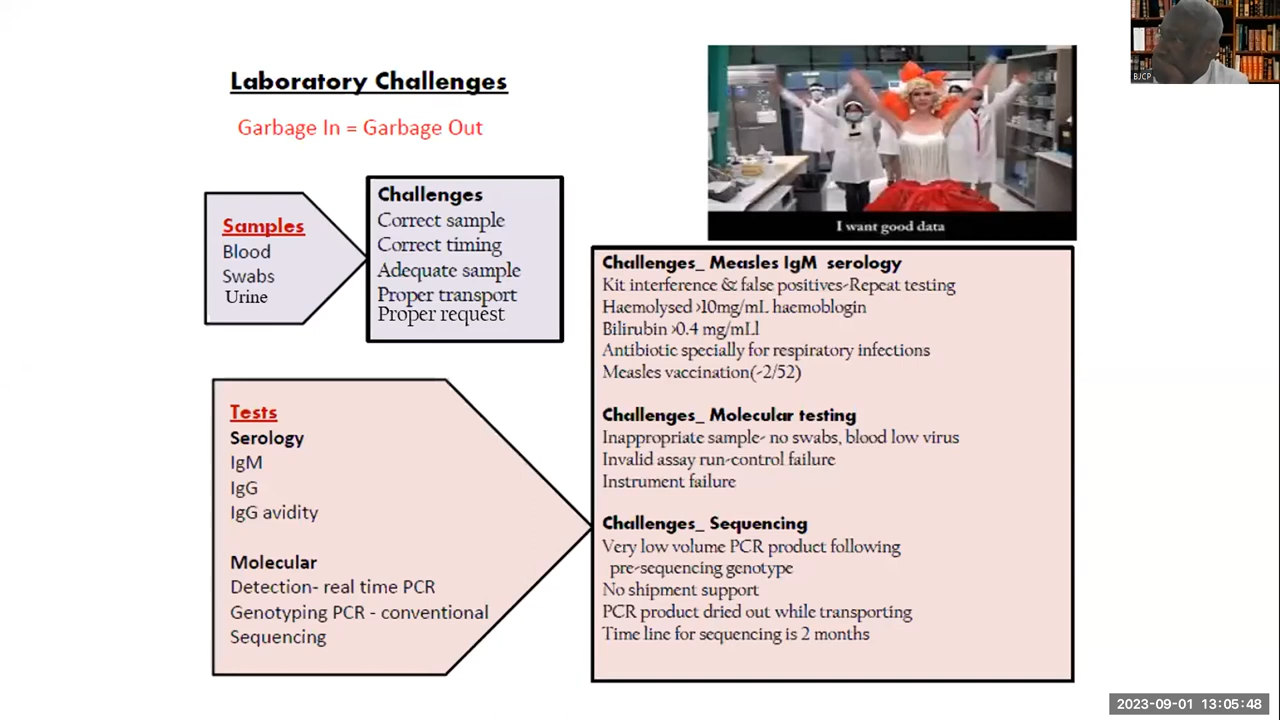 Laboratory Challenges
Garbage In = Garbage Out
Samples
Blood
Swabs
Urine
Challenges
Correct sample
Correct timing
Adequate sample
Proper transport
Proper request
Tests
Serology
IgM
IgG
IgG avidity
Molecular
Detection- real time PCR
Genotyping PCR - conventional
Sequencing
I want good data
Challenges_ Measles IgM serology
Kit interference & false positives-Repeat testing
Haemolysed >10mg/mL haemoblogin
Bilirubin >0.4 mg/mLl
Antibiotic specially for respiratory infections
Measles vaccination(-2/52)
Challenges_ Molecular testing
Inappropriate sample- no swabs, blood low virus
Invalid assay run-control failure
Instrument failure
Challenges_ Sequencing
Very low volume PCR product following
pre-sequencing genotype
No shipment support
PCR product dried out while transporting
Time line for sequencing is 2 months
BJCP
2023-09-01 13:05:48